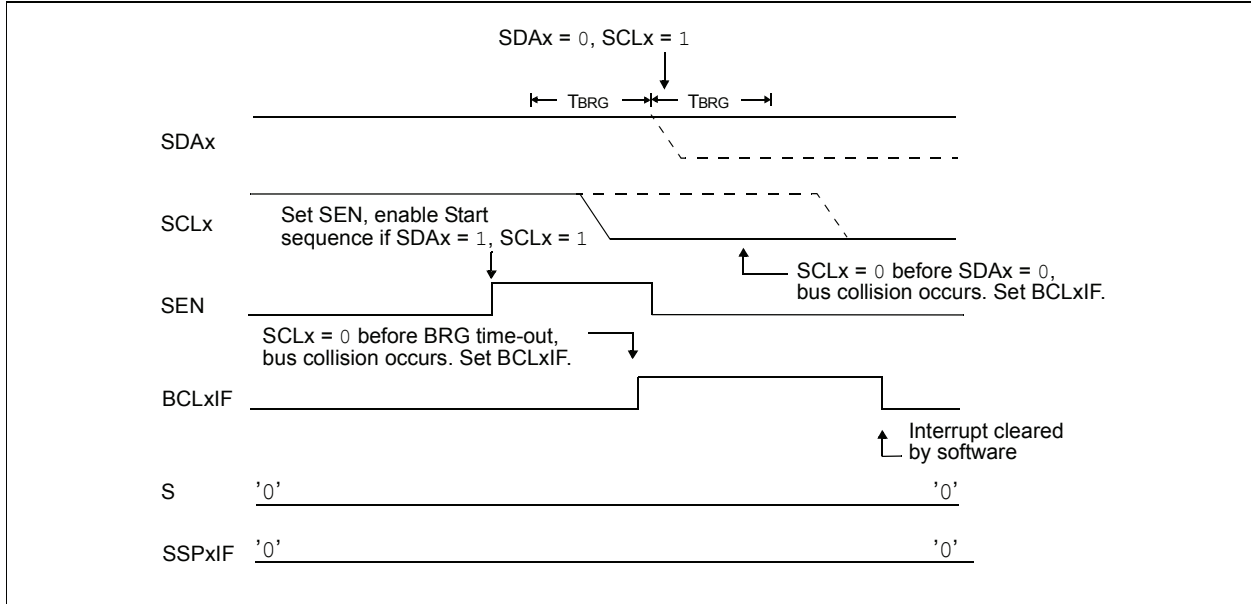 SDAx = 0, SCLx = 1
TBRG TBRG
SDAx
SCLx
Set SEN, enable Start
sequence if SDAx = 1, SCLx = 1
SCLx = 0 before SDAx = 0,
bus collision occurs. Set BCLxIF.
SEN
SCLx = 0 before BRG time-out,
bus collision occurs. Set BCLxIF.
BCLxIF
Interrupt cleared
by software
S '0' '0'
SSPxIF '0' '0'